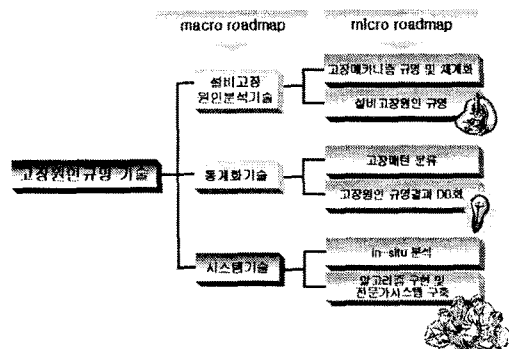 macro roadmap
micro roadmap
고장원인규명 기술
설비고장
원인분석기술
고장메카니즘 규명 및 체계화
설비고장원인 규명
통계화기술
고장패턴 분류
고장원인 규명결과 DB화
시스템기술
in-situ 분석
알고리즘 구현 및
전문가시스템 구축